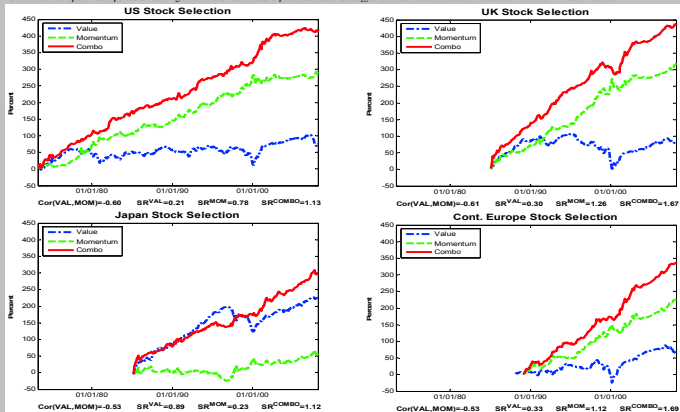 US Stock Selection
450
400
350
300
250
200
150
100
50
0
-50
Percent
Value
Momentum
Combo
01/01/80
01/01/90
01/01/00
Cor(VAL,MOM)=-0.60 SR^VAL=0.21 SR^MOM=0.78 SR^COMBO=1.13
UK Stock Selection
450
400
350
300
250
200
150
100
50
0
-50
Percent
Value
Momentum
Combo
01/01/80
01/01/90
01/01/00
Cor(VAL,MOM)=-0.61 SR^VAL=0.30 SR^MOM=1.26 SR^COMBO=1.67
Japan Stock Selection
450
400
350
300
250
200
150
100
50
0
-50
Percent
Value
Momentum
Combo
01/01/80
01/01/90
01/01/00
Cor(VAL,MOM)=-0.53 SR^VAL=0.89 SR^MOM=0.23 SR^COMBO=1.12
Cont. Europe Stock Selection
450
400
350
300
250
200
150
100
50
0
-50
Percent
Value
Momentum
Combo
01/01/80
01/01/90
01/01/00
Cor(VAL,MOM)=-0.53 SR^VAL=0.33 SR^MOM=1.12 SR^COMBO=1.69